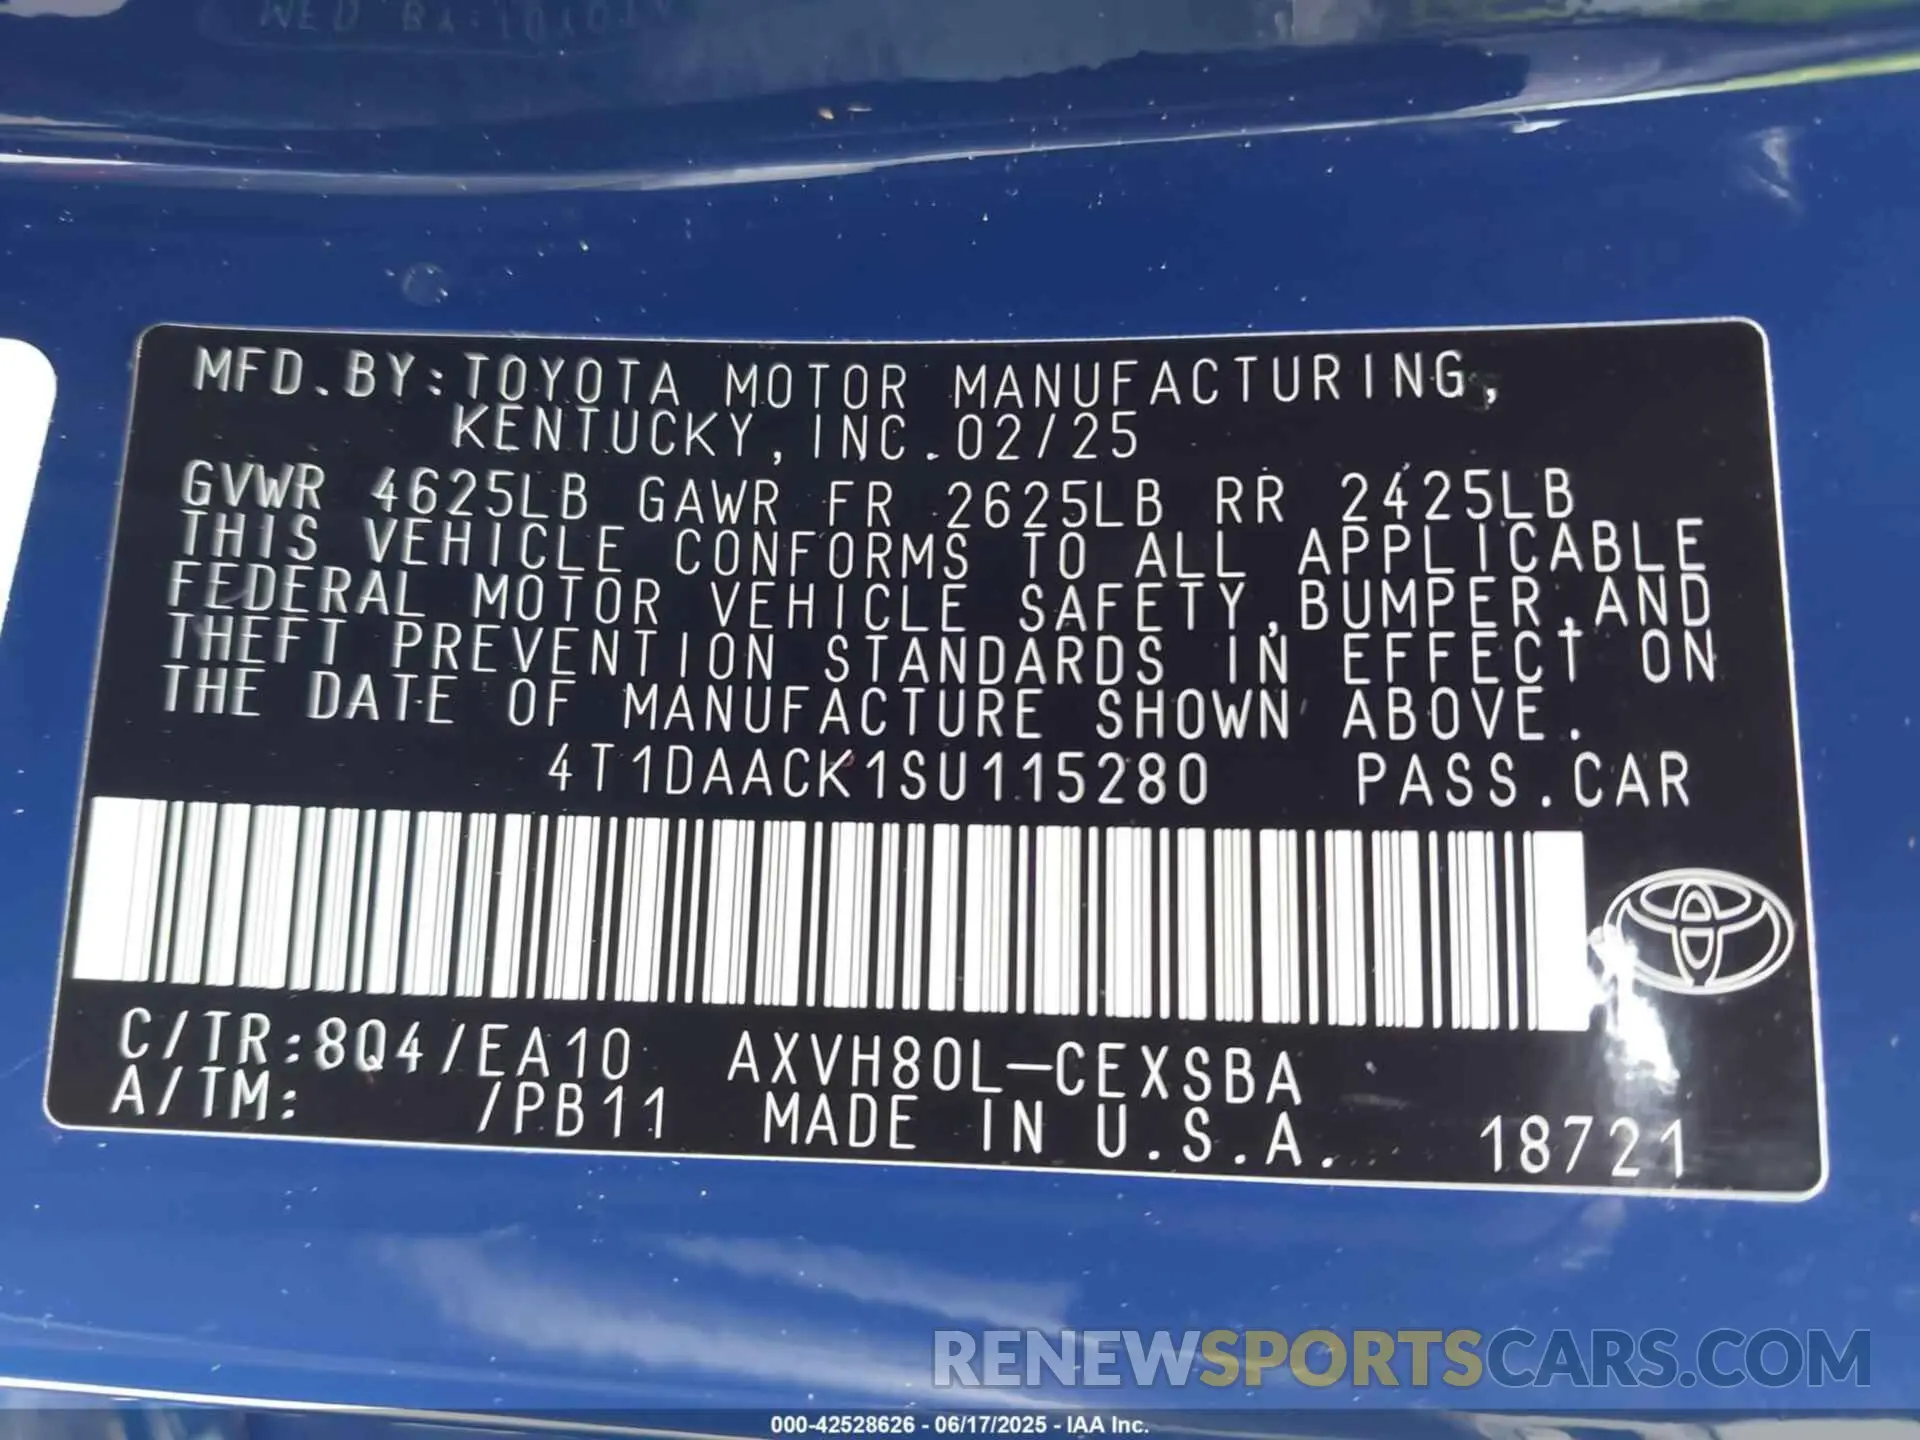 MFD.BY:TOYOTA MOTOR MANUFACTURING,
KENTUCKY,INC.02/25
GVWR 4625LB GAWR FR 2625LB RR 2425LB
THIS VEHICLE CONFORMS TO ALL APPLICABLE
FEDERAL MOTOR VEHICLE SAFETY,BUMPER,AND
THEFT PREVENTION STANDARDS IN EFFECT ON
THE DATE OF MANUFACTURE SHOWN ABOVE.
4T1DAACK1SU115280 PASS.CAR
C/TR:8Q4/EA10 AXVH80L-CEXSBA
A/TM: /PB11 MADE IN U.S.A. 18721
RENEWSPORTSCARS.COM
000-42528626 - 06/17/2025 - IAA Inc.